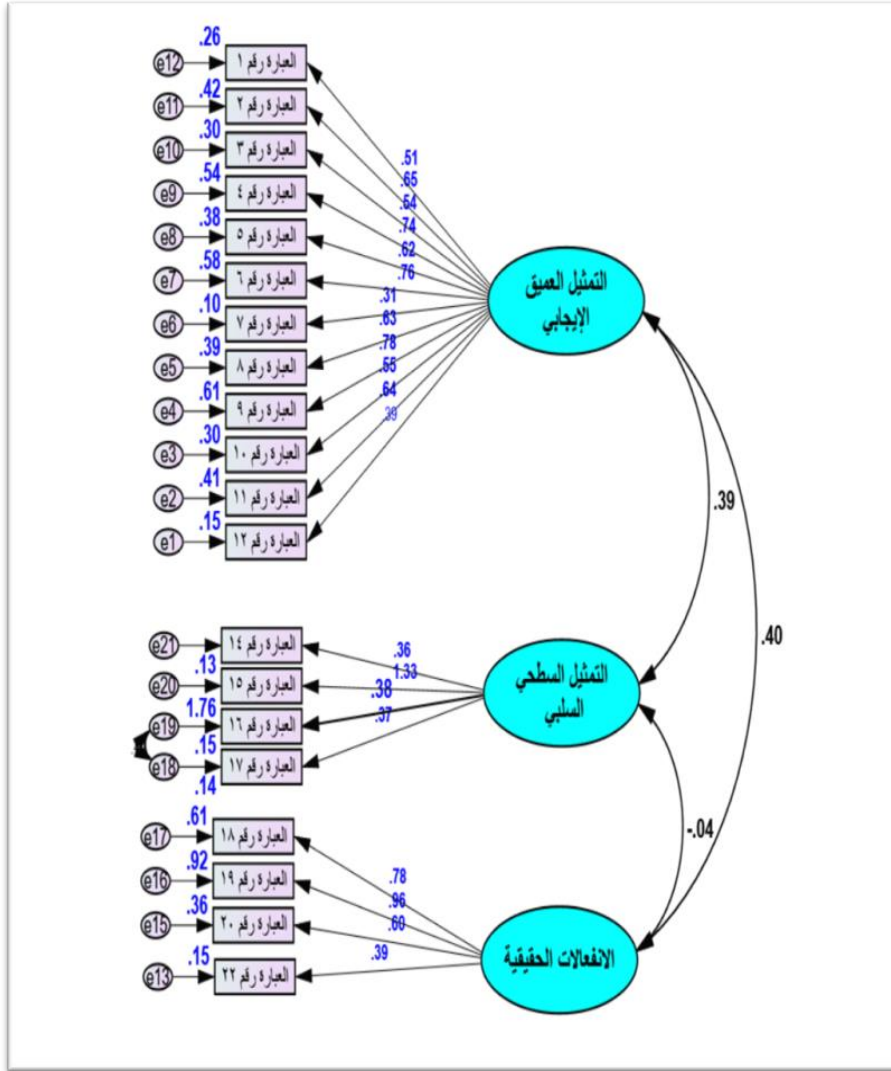 .26
e12
العبارة رقم ١
.42
e11
العبارة رقم ٢
.30
e10
العبارة رقم ٣
.54
e9
العبارة رقم ٤
.38
e8
العبارة رقم ٥
.58
e7
العبارة رقم ٦
.10
e6
العبارة رقم ٧
.39
e5
العبارة رقم ٨
.61
e4
العبارة رقم ٩
.30
e3
العبارة رقم ١٠
.41
e2
العبارة رقم ١١
.15
e1
العبارة رقم ١٢
.51
.65
.54
.74
.62
.76
.31
.63
.78
.55
.64
.39
التمثيل العميق
الإيجابي
.39
.40
e21
العبارة رقم ١٤
.13
e20
العبارة رقم ١٥
1.76
e19
العبارة رقم ١٦
.15
e18
العبارة رقم ١٧
.14
.36
1.33
.38
.37
التمثيل السطحي
السلبي
-.04
.61
e17
العبارة رقم ١٨
.92
e16
العبارة رقم ١٩
.36
e15
العبارة رقم ٢٠
.15
e13
العبارة رقم ٢٢
.78
.96
.60
.39
الانفعالات الحقيقية